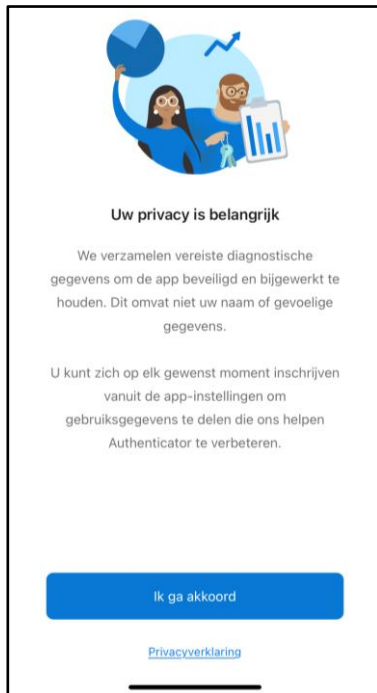 Uw privacy is belangrijk
We verzamelen vereiste diagnostische
gegevens om de app beveiligd en bijgewerkt te
houden. Dit omvat niet uw naam of gevoelige
gegevens.
U kunt zich op elk gewenst moment inschrijven
vanuit de app-instellingen om
gebruiksgegevens te delen die ons helpen
Authenticator te verbeteren.
Ik ga akkoord
Privacyverklaring